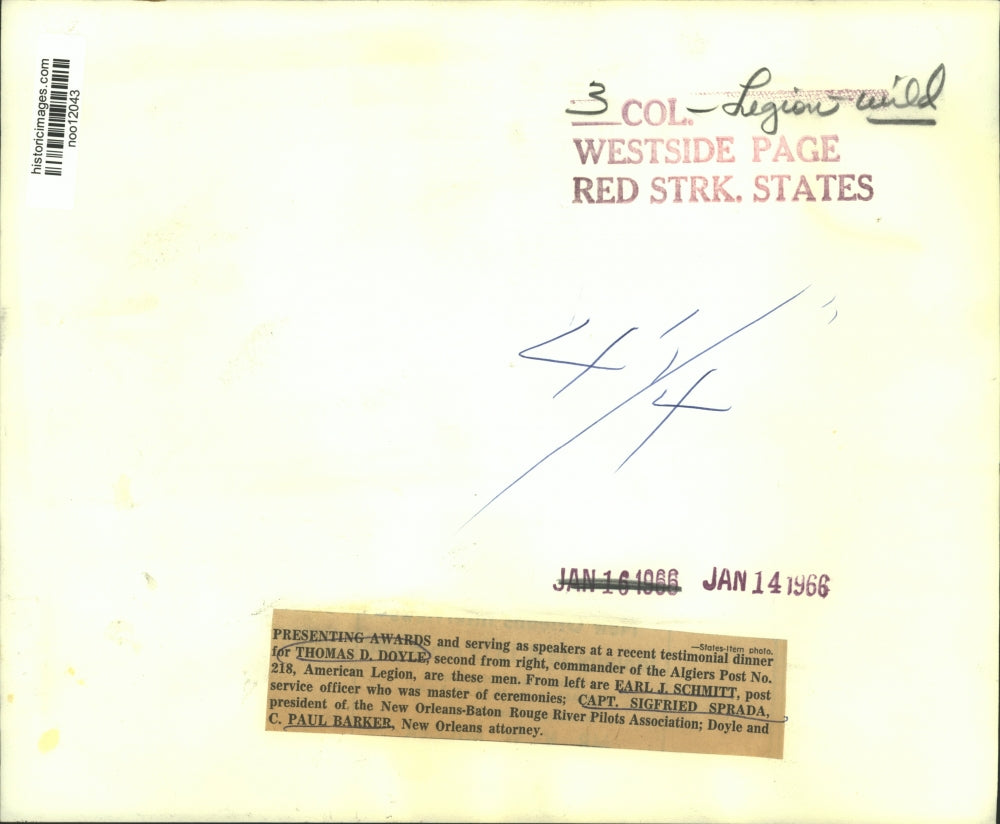 historicimages.com
noo12043
3 COL. - Legion - wild
WESTSIDE PAGE
RED STRK. STATES
4 1/4
JAN 16 1966 JAN 14 1966
—States-Item photo.
PRESENTING AWARDS and serving as speakers at a recent testimonial dinner
for THOMAS D. DOYLE, second from right, commander of the Algiers Post No.
218, American Legion, are these men. From left are EARL J. SCHMITT, post
service officer who was master of ceremonies; CAPT. SIGFRIED SPRADA,
president of the New Orleans-Baton Rouge River Pilots Association; Doyle and
C. PAUL BARKER, New Orleans attorney.